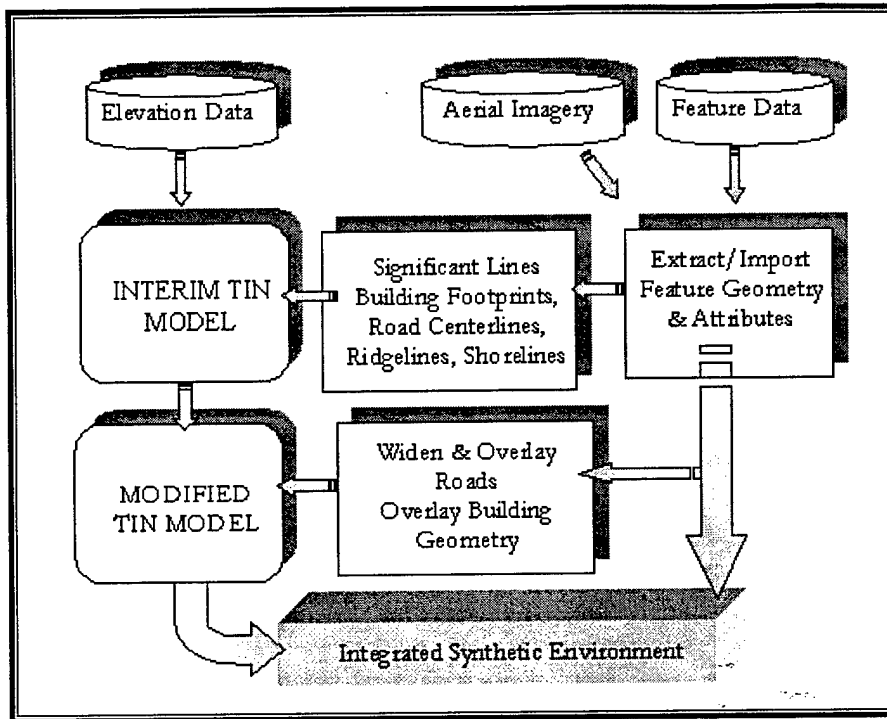 Elevation Data
Aerial Imagery
Feature Data
INTERIM TIN
MODEL
Significant Lines
Building Footprints,
Road Centerlines,
Ridgelines, Shorelines
Extract/Import
Feature Geometry
& Attributes
MODIFIED
TIN MODEL
Widen & Overlay
Roads
Overlay Building
Geometry
Integrated Synthetic Environment